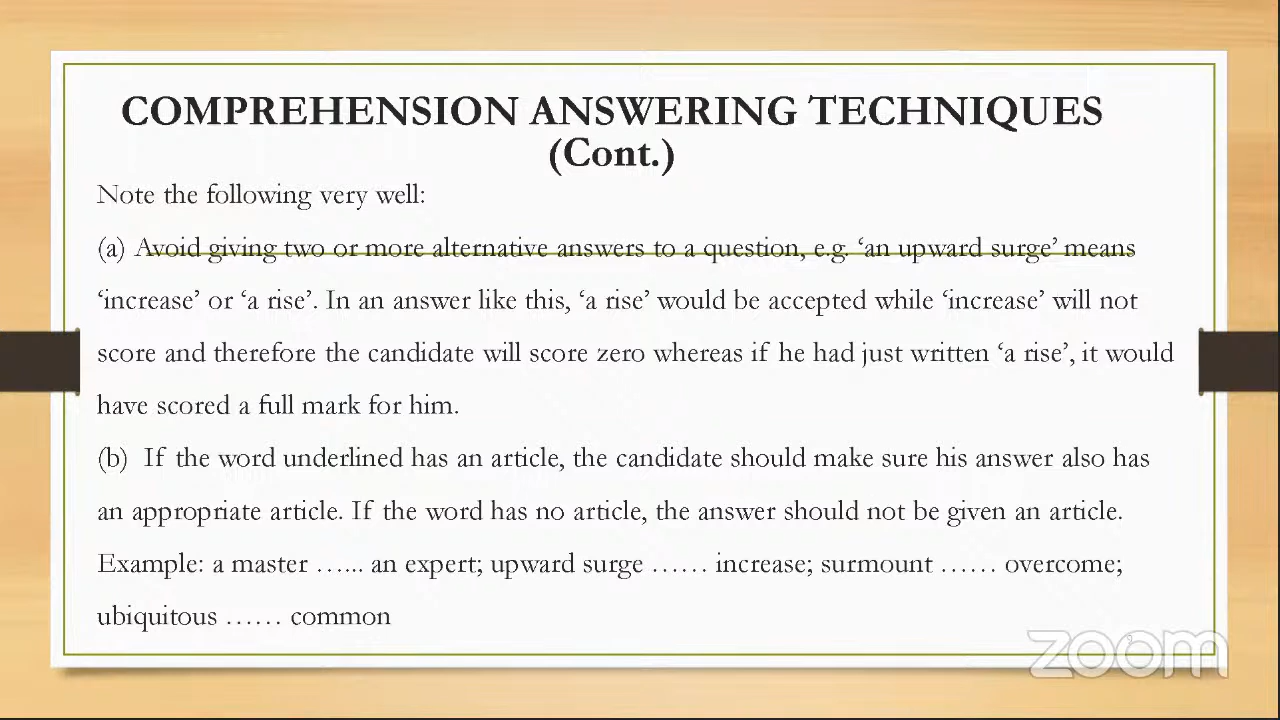 COMPREHENSION ANSWERING TECHNIQUES
(Cont.)
Note the following very well:
(a) Avoid giving two or more alternative answers to a question, e.g. ‘an upward surge’ means
‘increase’ or ‘a rise’. In an answer like this, ‘a rise’ would be accepted while ‘increase’ will not
score and therefore the candidate will score zero whereas if he had just written ‘a rise’, it would
have scored a full mark for him.
(b) If the word underlined has an article, the candidate should make sure his answer also has
an appropriate article. If the word has no article, the answer should not be given an article.
Example: a master …... an expert; upward surge …… increase; surmount …… overcome;
ubiquitous …… common
zoom